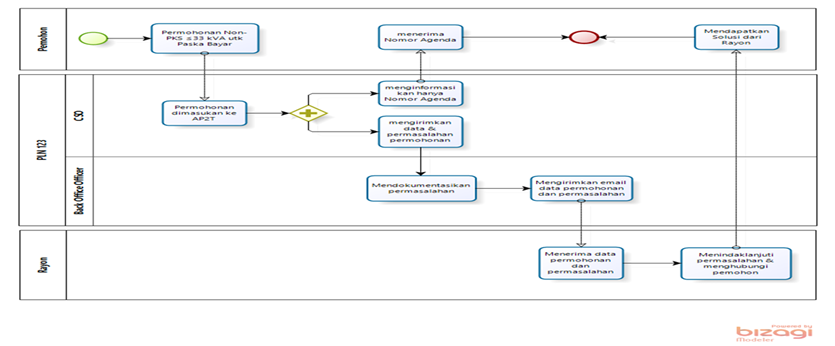 Pemohon
Permohonan Non-
PKS ≤33 kVA utk
Paska Bayar
menerima
Nomor Agenda
Mendapatkan
Solusi dari
Rayon
PLN 123
CSO
Permohonan
dimasukan ke
AP2T
menginformasi
kan hanya
Nomor Agenda
mengirimkan
data &
permasalahan
permohonan
Back Office Officer
Mendokumentasikan
permasalahan
Mengirimkan email
data permohonan
dan permasalahan
Rayon
Menerima data
permohonan
dan
permasalahan
Menindaklanjuti
permasalahan &
menghubungi
pemohon
Powered by
bizagi
Modeler